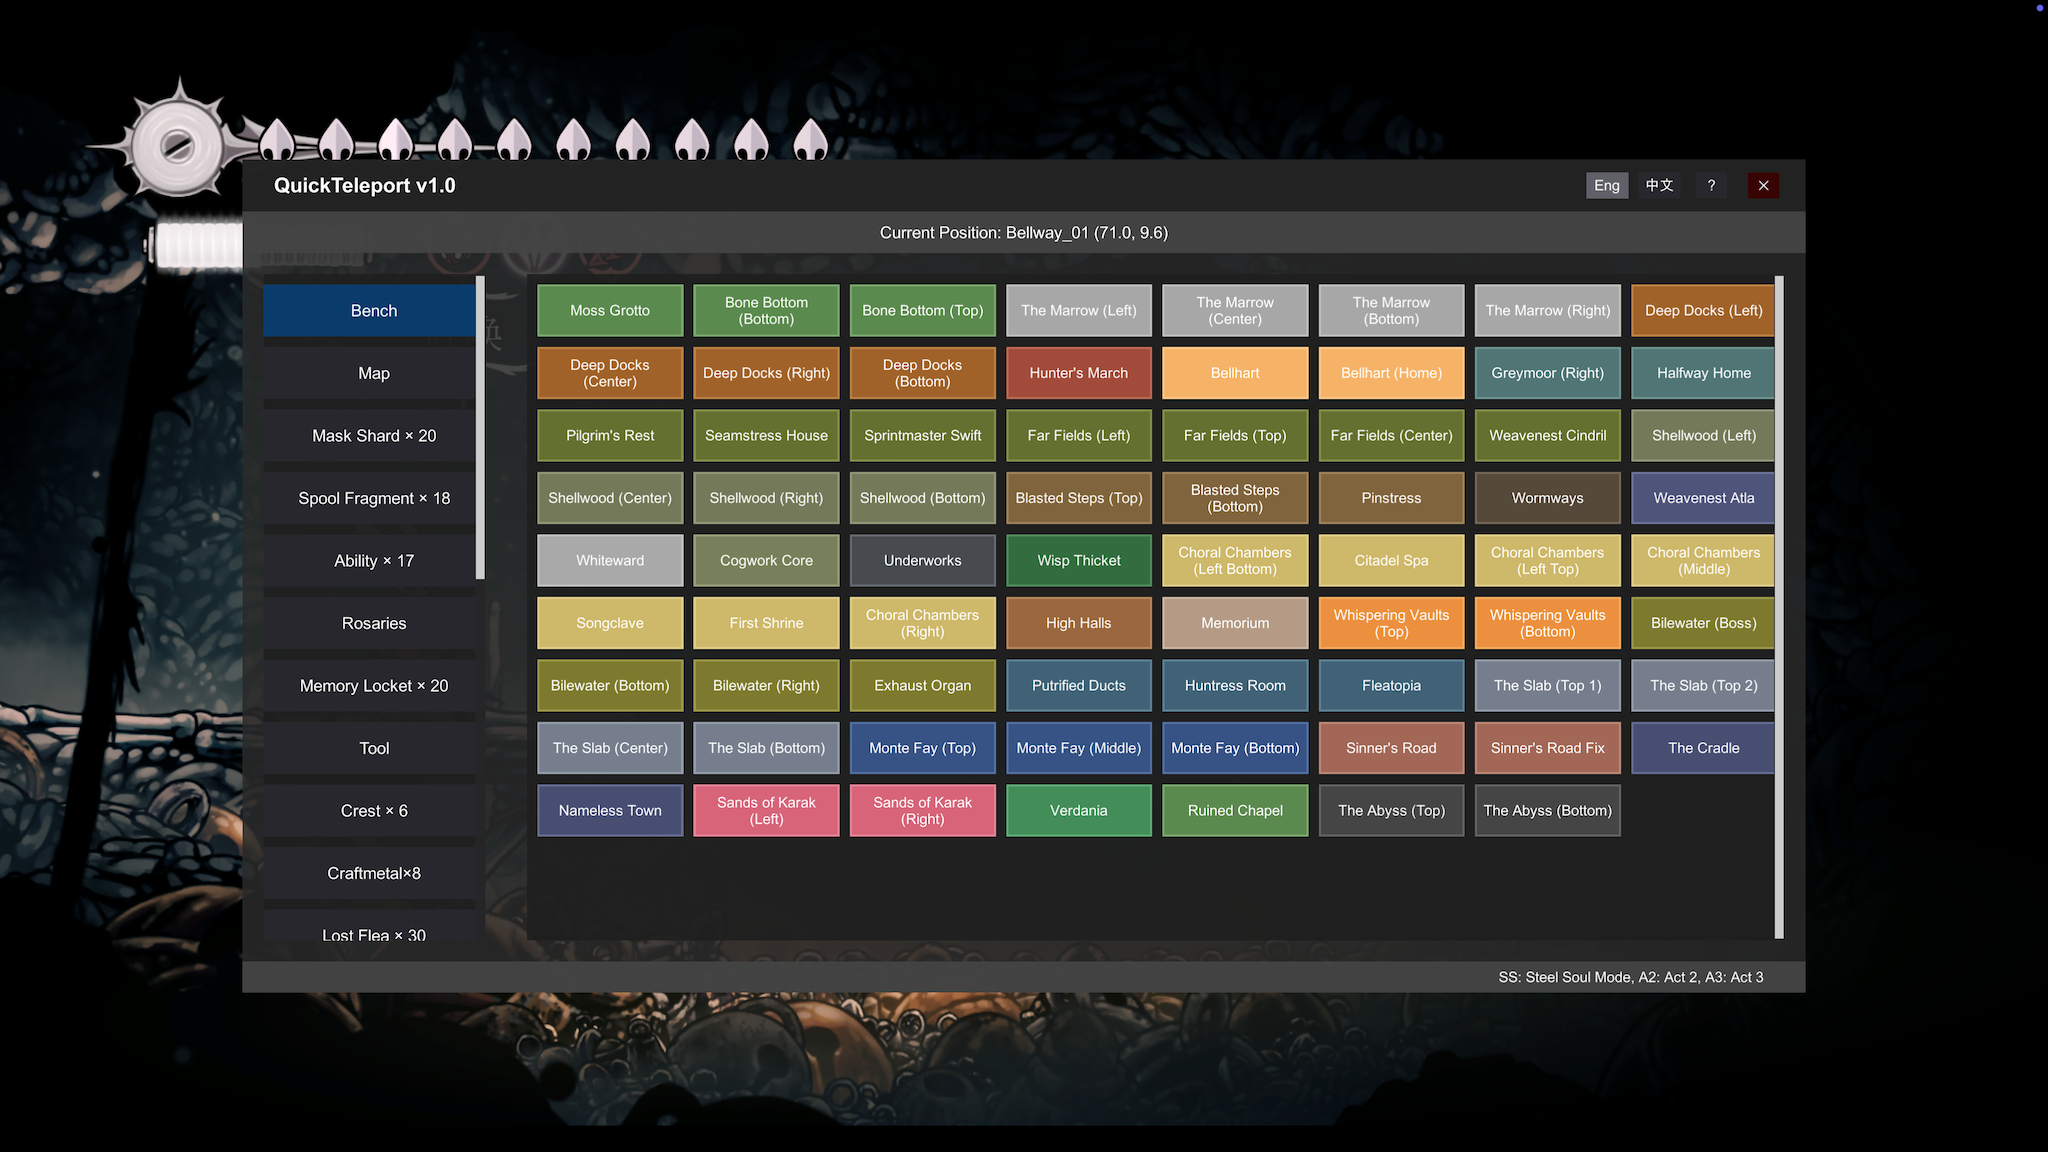 QuickTeleport v1.0
Eng
中文
?
×
Current Position: Bellway_01 (71.0, 9.6)
Bench
Map
Mask Shard × 20
Spool Fragment × 18
Ability × 17
Rosaries
Memory Locket × 20
Tool
Crest × 6
Craftmetal×8
Lost Flea × 30
Moss Grotto
Bone Bottom
(Bottom)
Bone Bottom (Top)
The Marrow (Left)
The Marrow
(Center)
The Marrow
(Bottom)
The Marrow (Right)
Deep Docks (Left)
Deep Docks
(Center)
Deep Docks (Right)
Deep Docks
(Bottom)
Hunter's March
Bellhart
Bellhart (Home)
Greymoor (Right)
Halfway Home
Pilgrim's Rest
Seamstress House
Sprintmaster Swift
Far Fields (Left)
Far Fields (Top)
Far Fields (Center)
Weavenest Cindril
Shellwood (Left)
Shellwood (Center)
Shellwood (Right)
Shellwood (Bottom)
Blasted Steps (Top)
Blasted Steps
(Bottom)
Pinstress
Wormways
Weavenest Atla
Whiteward
Cogwork Core
Underworks
Wisp Thicket
Choral Chambers
(Left Bottom)
Citadel Spa
Choral Chambers
(Left Top)
Choral Chambers
(Middle)
Songclave
First Shrine
Choral Chambers
(Right)
High Halls
Memorium
Whispering Vaults
(Top)
Whispering Vaults
(Bottom)
Bilewater (Boss)
Bilewater (Bottom)
Bilewater (Right)
Exhaust Organ
Putrified Ducts
Huntress Room
Fleatopia
The Slab (Top 1)
The Slab (Top 2)
The Slab (Center)
The Slab (Bottom)
Monte Fay (Top)
Monte Fay (Middle)
Monte Fay (Bottom)
Sinner's Road
Sinner's Road Fix
The Cradle
Nameless Town
Sands of Karak
(Left)
Sands of Karak
(Right)
Verdania
Ruined Chapel
The Abyss (Top)
The Abyss (Bottom)
SS: Steel Soul Mode, A2: Act 2, A3: Act 3